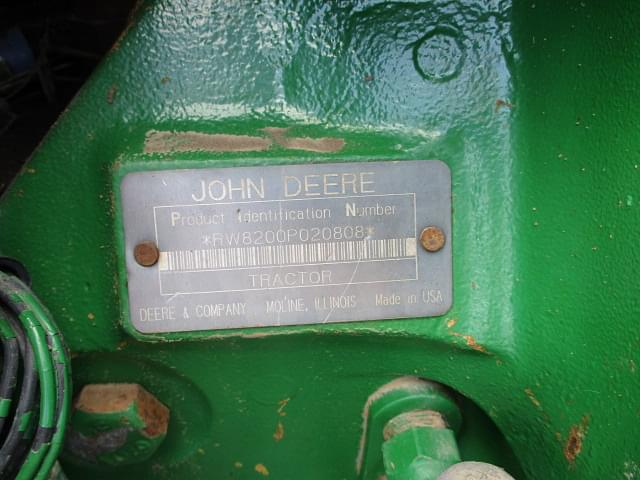 JOHN DEERE
Product Identification Number
*RW8200P020808*
TRACTOR
DEERE & COMPANY MOLINE, ILLINOIS Made in USA